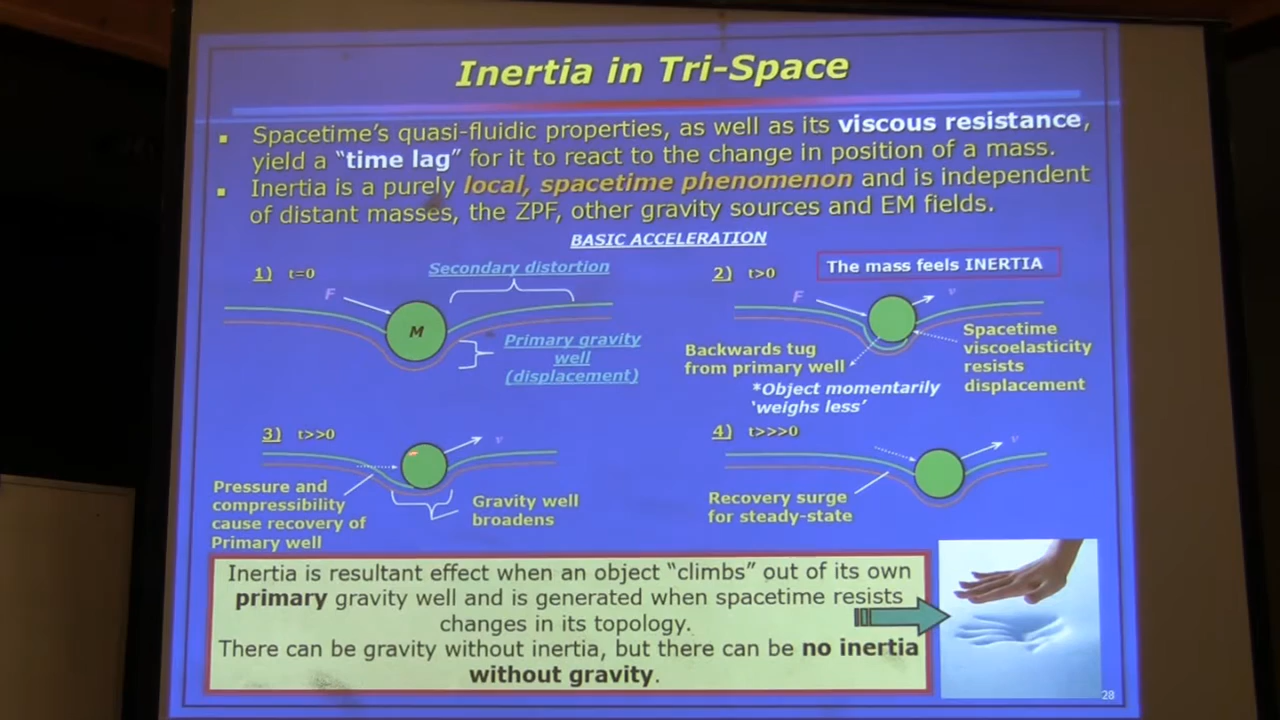 Inertia in Tri-Space
▪ Spacetime's quasi-fluidic properties, as well as its viscous resistance,
yield a "time lag" for it to react to the change in position of a mass.
▪ Inertia is a purely local, spacetime phenomenon and is independent
of distant masses, the ZPF, other gravity sources and EM fields.
BASIC ACCELERATION
1) t=0
Secondary distortion
F
M
Primary gravity
well
(displacement)
2) t>0
The mass feels INERTIA
F
v
Backwards tug
from primary well
*Object momentarily
'weighs less'
Spacetime
viscoelasticity
resists
displacement
3) t>>0
v
Pressure and
compressibility
cause recovery of
Primary well
Gravity well
broadens
4) t>>>0
v
Recovery surge
for steady-state
Inertia is resultant effect when an object "climbs" out of its own
primary gravity well and is generated when spacetime resists
changes in its topology.
There can be gravity without inertia, but there can be no inertia
without gravity.
28